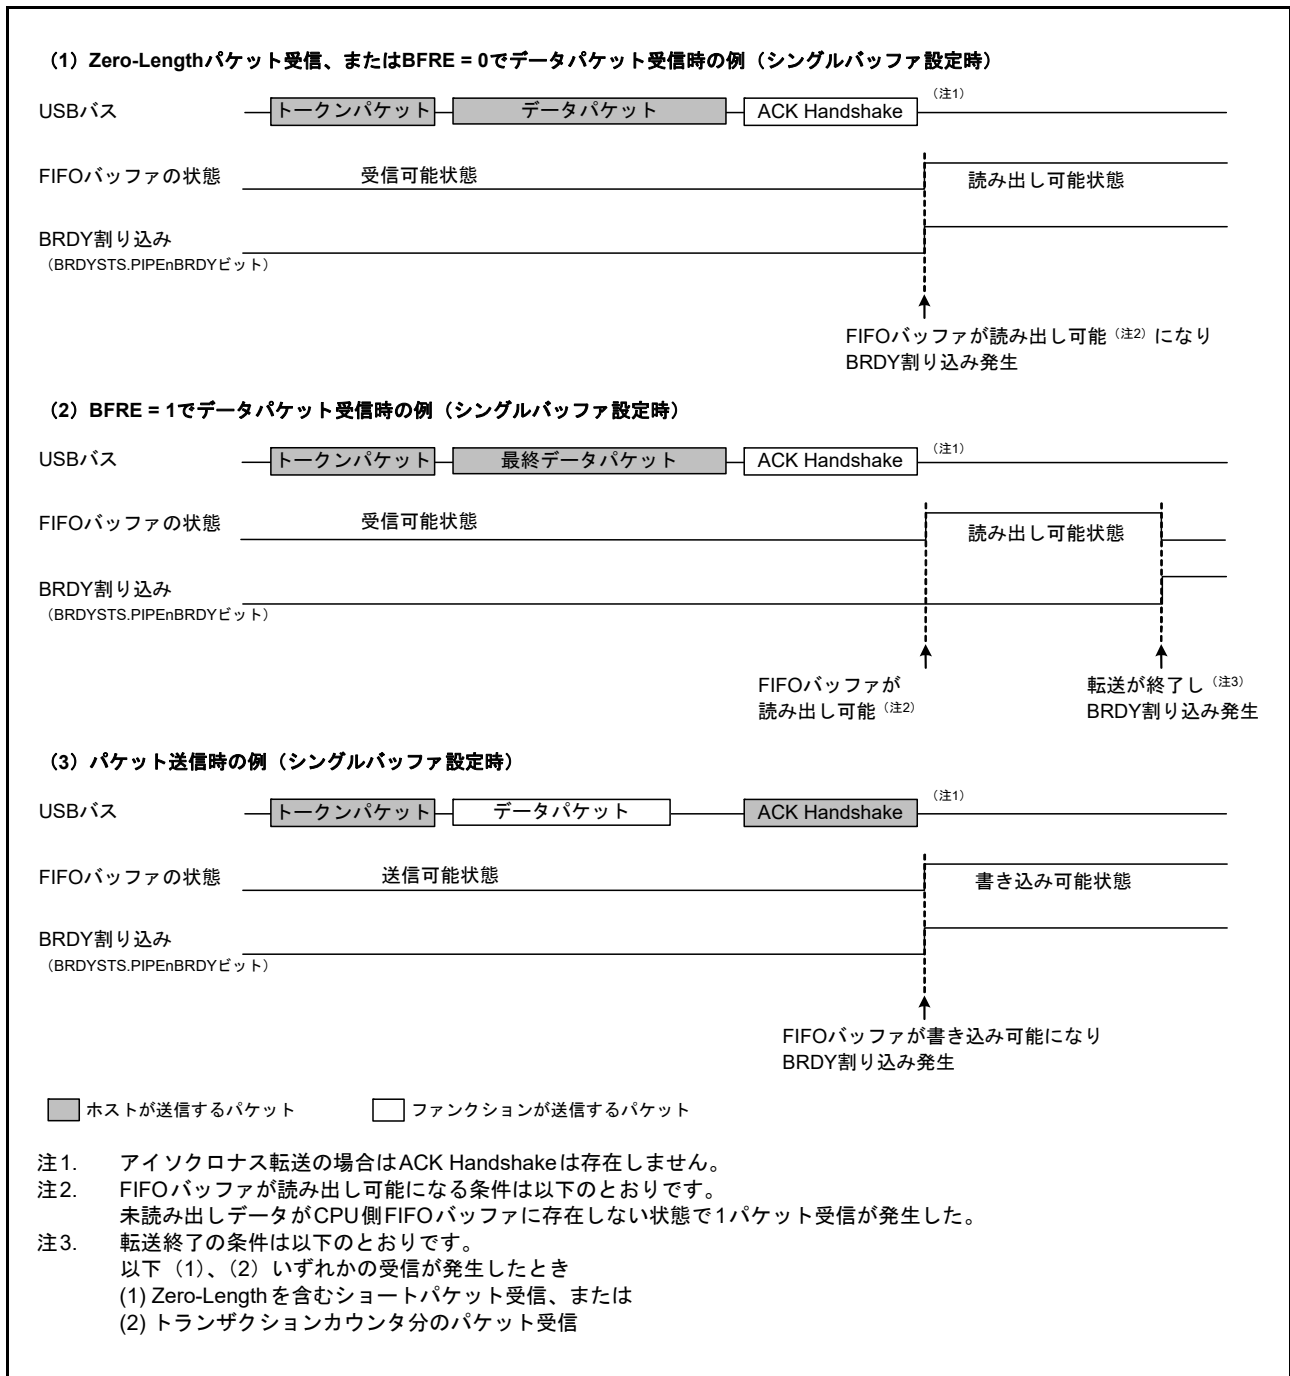 （1）Zero-Lengthパケット受信、またはBFRE = 0でデータパケット受信時の例（シングルバッファ設定時）
USBバス
トークンパケット
データパケット
ACK Handshake
（注1）
FIFOバッファの状態
受信可能状態
読み出し可能状態
BRDY割り込み
（BRDYSTS.PIPEnBRDYビット）
FIFOバッファが読み出し可能（注2）になり
BRDY割り込み発生
（2）BFRE = 1でデータパケット受信時の例（シングルバッファ設定時）
USBバス
トークンパケット
最終データパケット
ACK Handshake
（注1）
FIFOバッファの状態
受信可能状態
読み出し可能状態
BRDY割り込み
（BRDYSTS.PIPEnBRDYビット）
FIFOバッファが
読み出し可能（注2）
転送が終了し（注3）
BRDY割り込み発生
（3）パケット送信時の例（シングルバッファ設定時）
USBバス
トークンパケット
データパケット
ACK Handshake
（注1）
FIFOバッファの状態
送信可能状態
書き込み可能状態
BRDY割り込み
（BRDYSTS.PIPEnBRDYビット）
FIFOバッファが書き込み可能になり
BRDY割り込み発生
ホストが送信するパケット
ファンクションが送信するパケット
注1. アイソクロナス転送の場合はACK Handshakeは存在しません。
注2. FIFOバッファが読み出し可能になる条件は以下のとおりです。
未読み出しデータがCPU側FIFOバッファに存在しない状態で1パケット受信が発生した。
注3. 転送終了の条件は以下のとおりです。
以下（1）、（2）いずれかの受信が発生したとき
(1) Zero-Lengthを含むショートパケット受信、または
(2) トランザクションカウンタ分のパケット受信